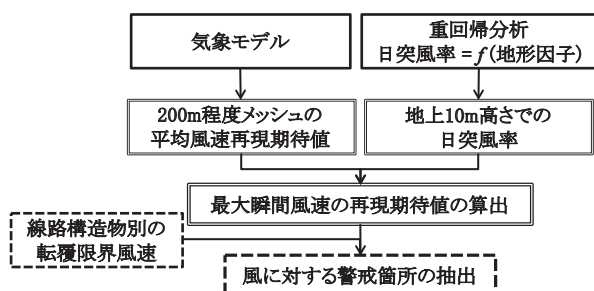 気象モデル
重回帰分析
日突風率 = f (地形因子)
200m程度メッシュの
平均風速再現期待値
地上10m高さでの
日突風率
最大瞬間風速の再現期待値の算出
線路構造物別の
転覆限界風速
風に対する警戒箇所の抽出